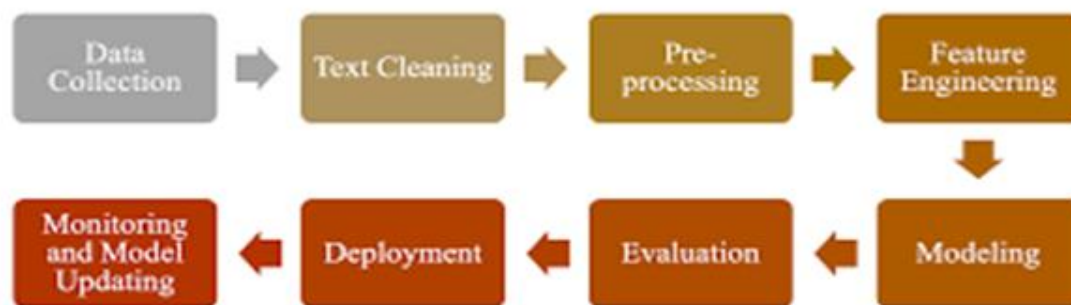 Data
Collection
Text Cleaning
Pre-
processing
Feature
Engineering
Modeling
Evaluation
Deployment
Monitoring
and Model
Updating